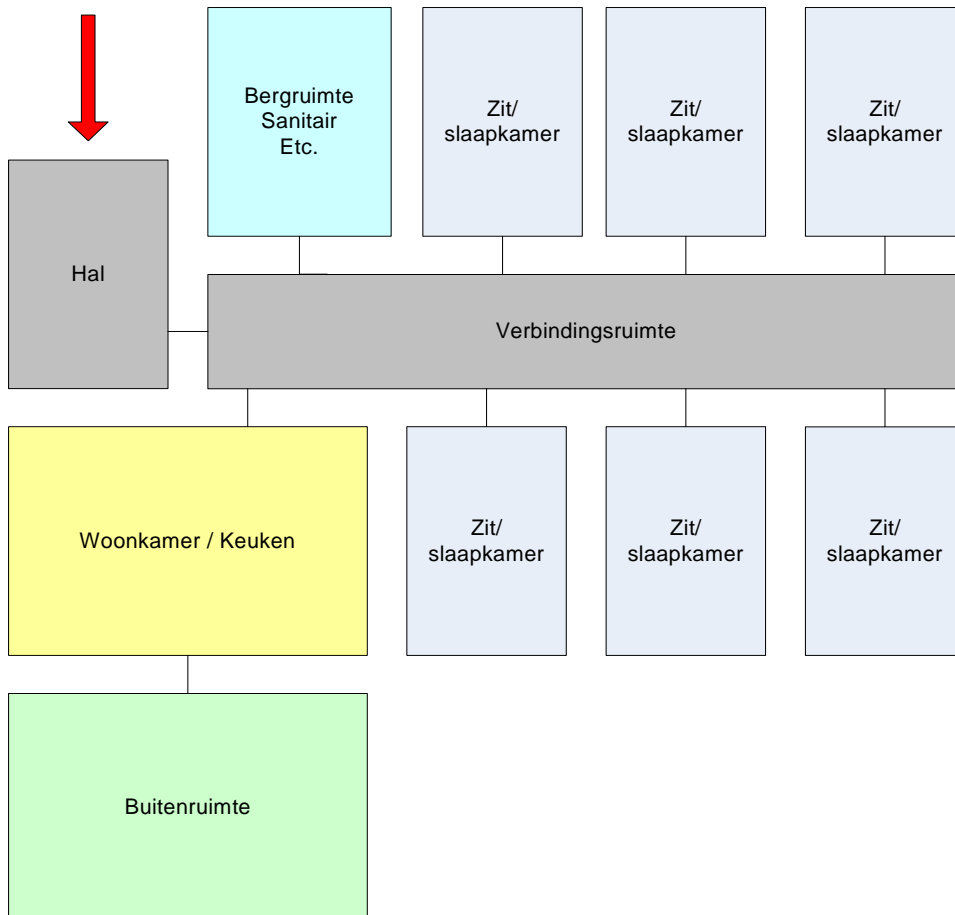 Bergruimte
Sanitair
Etc.
Zit/
slaapkamer
Zit/
slaapkamer
Zit/
slaapkamer
Hal
Verbindingsruimte
Woonkamer / Keuken
Zit/
slaapkamer
Zit/
slaapkamer
Zit/
slaapkamer
Buitenruimte